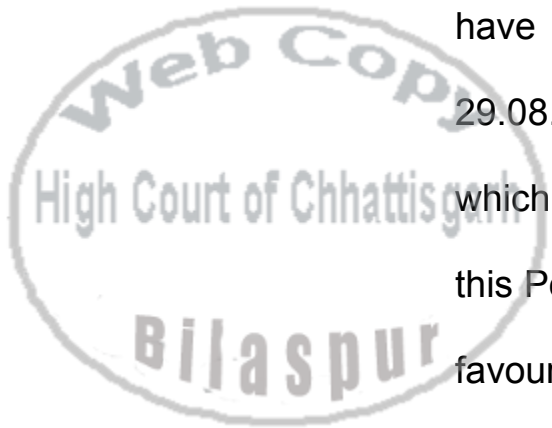 have
Web Copy
29.08.
High Court of Chhattisgarh
which
this Pe
Bilaspur
favour